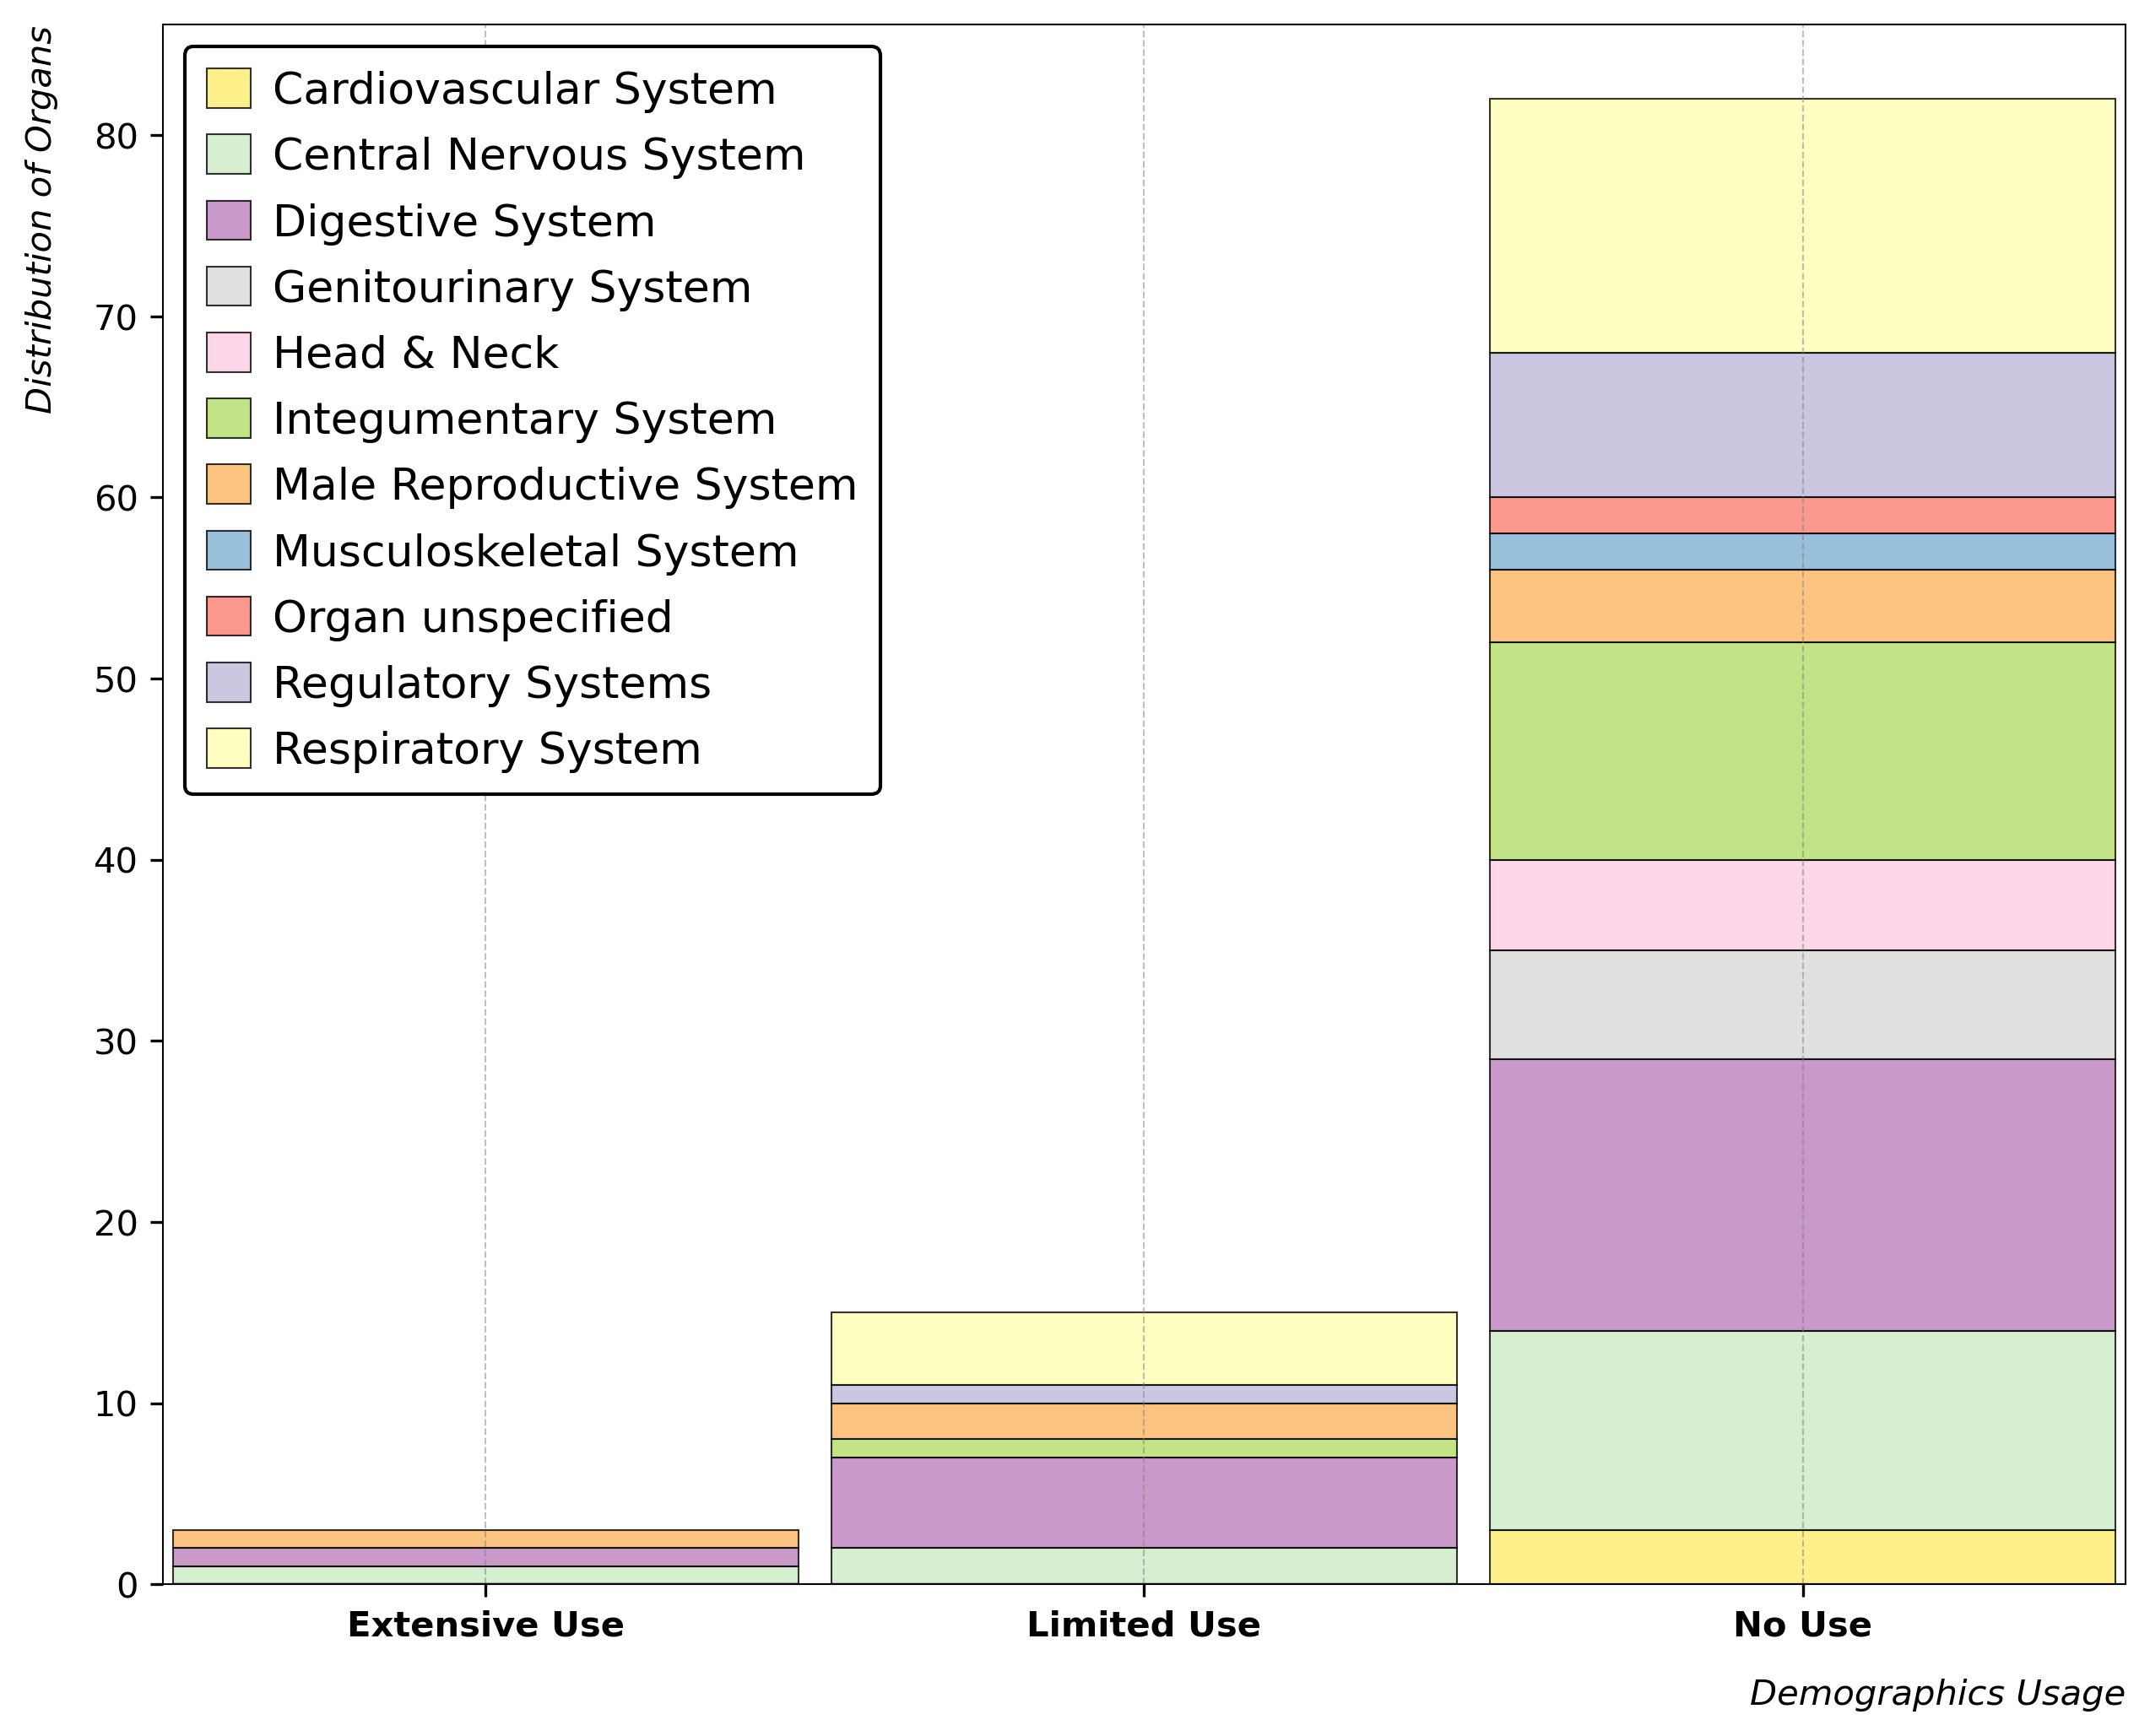 Distribution of Organs
80
70
60
50
40
30
20
10
0
Cardiovascular System
Central Nervous System
Digestive System
Genitourinary System
Head & Neck
Integumentary System
Male Reproductive System
Musculoskeletal System
Organ unspecified
Regulatory Systems
Respiratory System
Extensive Use
Limited Use
No Use
Demographics Usage